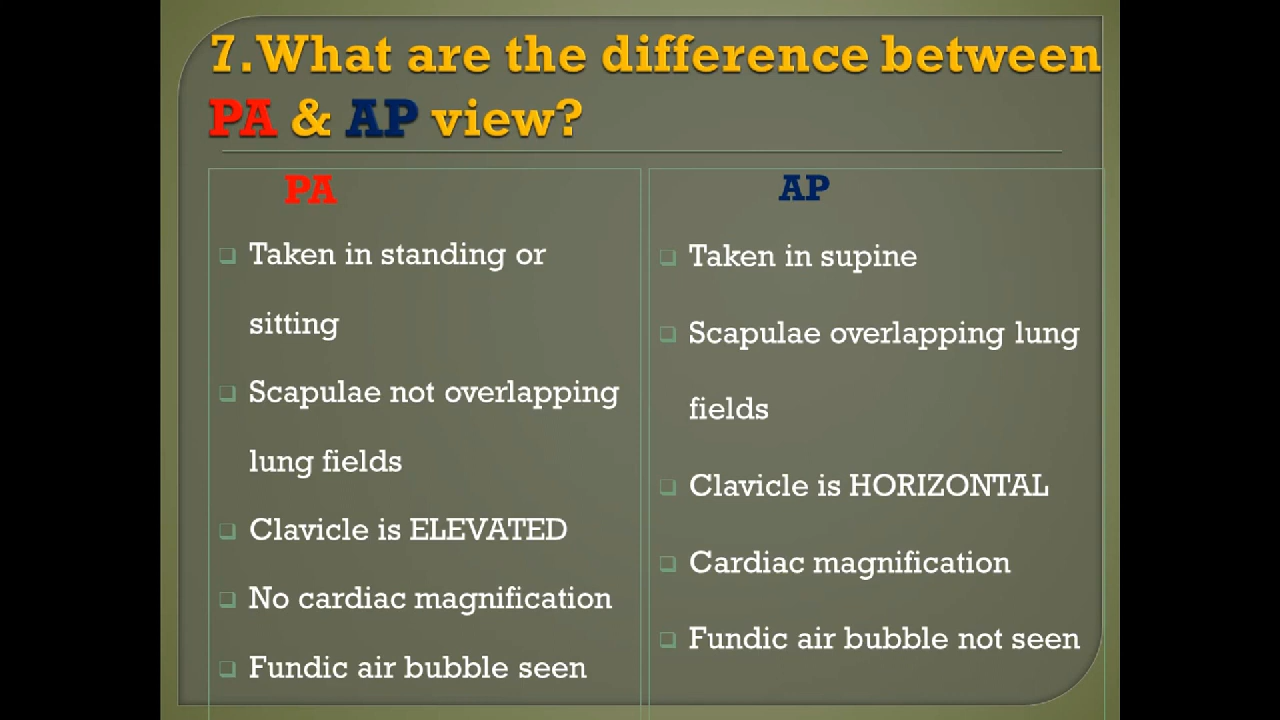 7.What are the difference between
PA & AP view?
PA
Taken in standing or
sitting
Scapulae not overlapping
lung fields
Clavicle is ELEVATED
No cardiac magnification
Fundic air bubble seen
AP
Taken in supine
Scapulae overlapping lung
fields
Clavicle is HORIZONTAL
Cardiac magnification
Fundic air bubble not seen